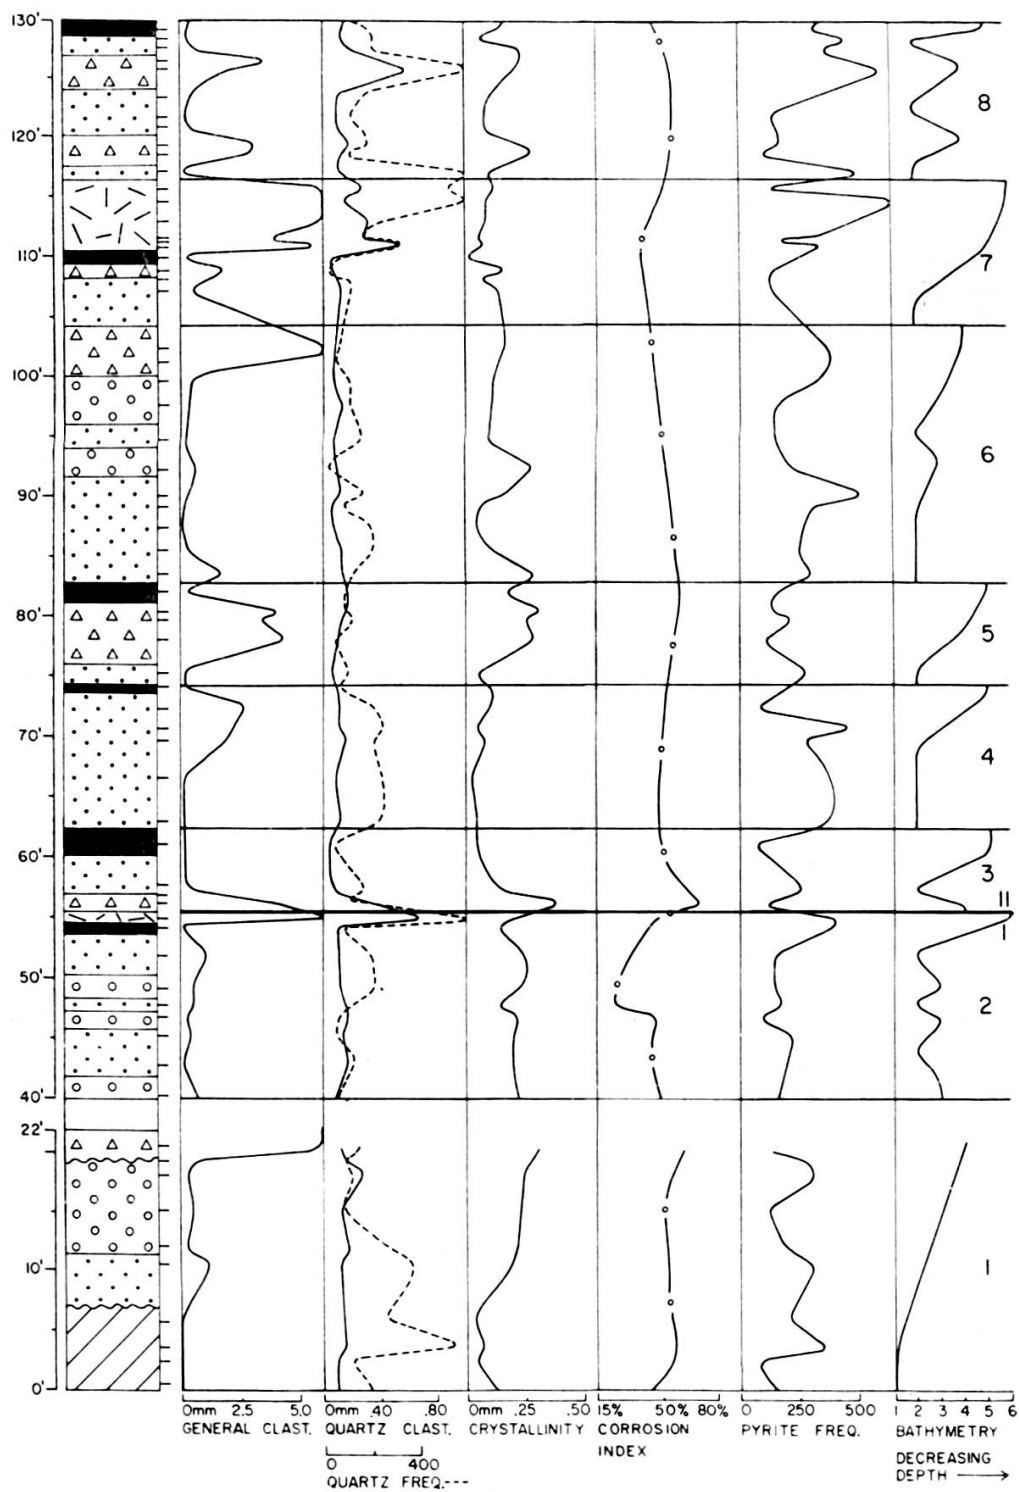 130'
8
120'
110'
7
100'
6
90'
80'
5
70'
4
60'
3
II
I
50'
2
40'
22'
10'
1
0'
0mm 2.5 5.0 0mm .40 .80 0mm .25 .50 15% 50% 80% 0 250 500 1 2 3 4 5 6
GENERAL CLAST. QUARTZ CLAST. CRYSTALLINITY CORROSION PYRITE FREQ. BATHYMETRY
INDEX
0 400
QUARTZ FREQ.---
DECREASING
DEPTH →